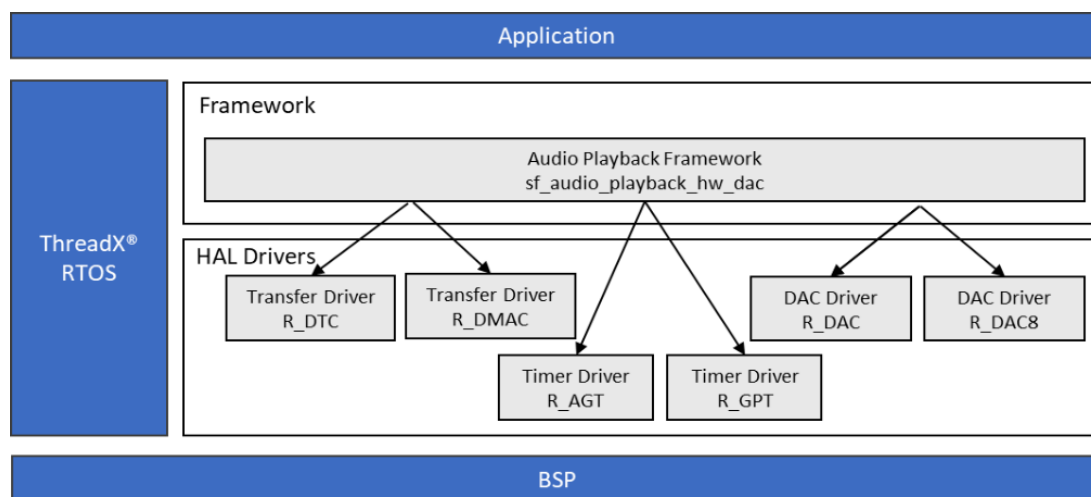 Application
ThreadX®
RTOS
Framework
Audio Playback Framework
sf_audio_playback_hw_dac
HAL Drivers
Transfer Driver
R_DTC
Transfer Driver
R_DMAC
DAC Driver
R_DAC
DAC Driver
R_DAC8
Timer Driver
R_AGT
Timer Driver
R_GPT
BSP